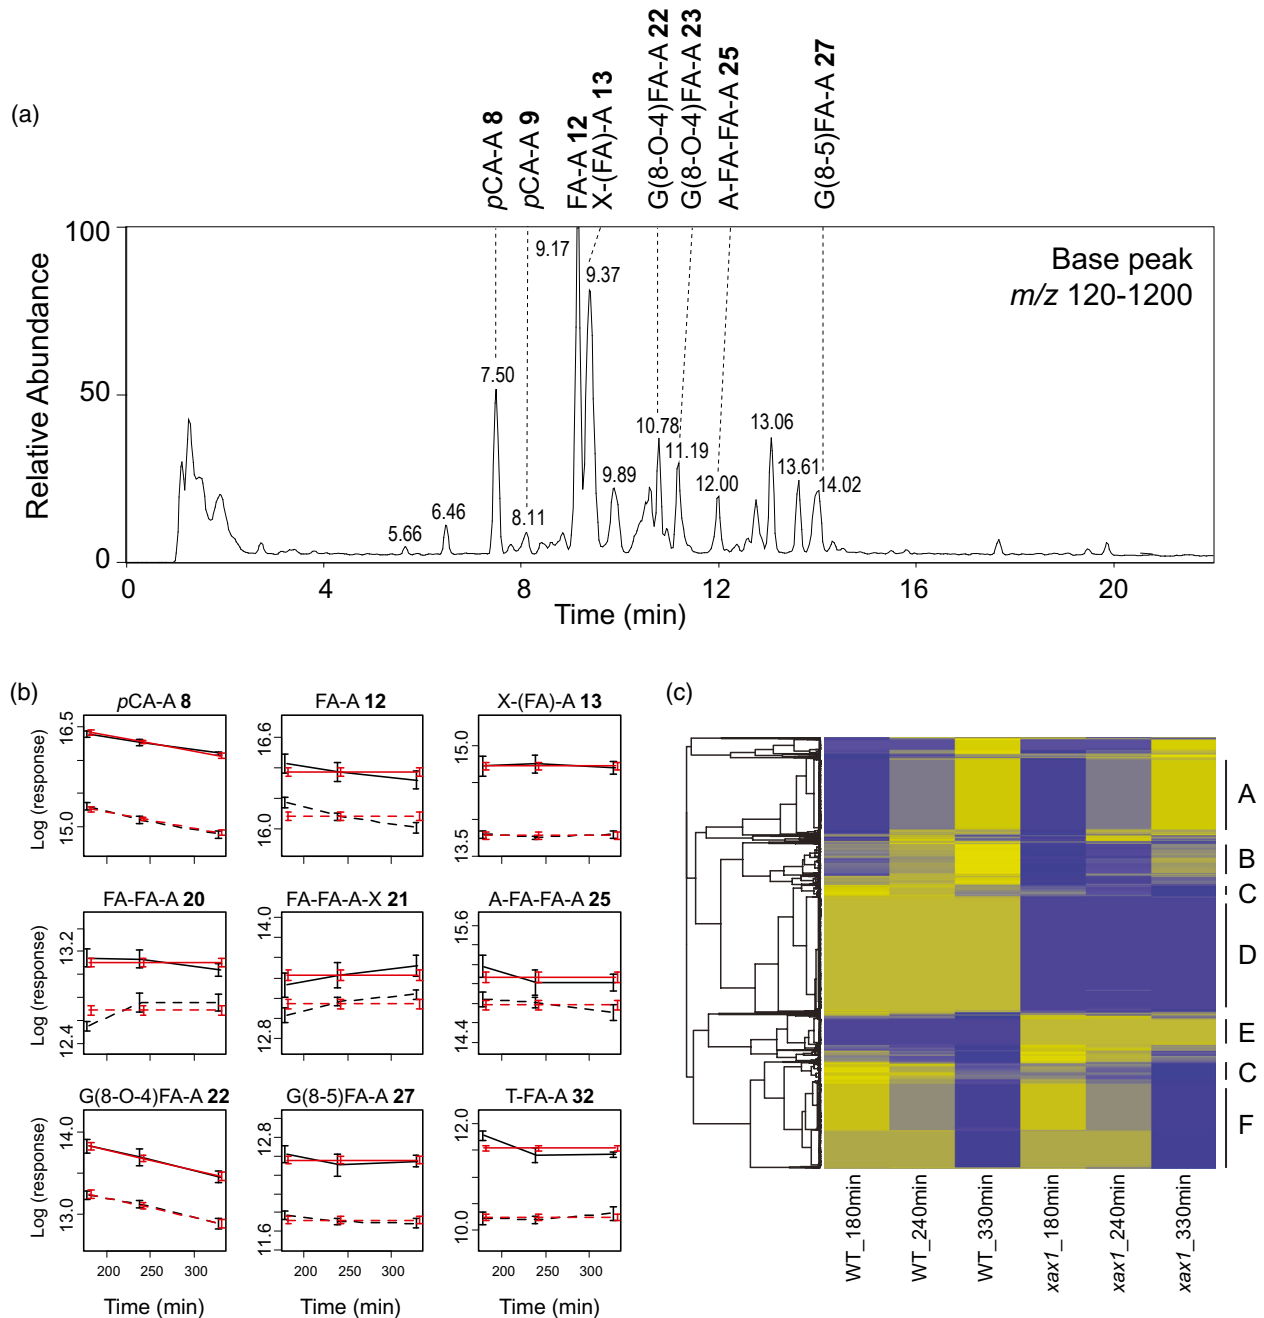 (a)
pCA-A 8
pCA-A 9
FA-A 12
X-(FA)-A 13
G(8-O-4)FA-A 22
G(8-O-4)FA-A 23
A-FA-FA-A 25
G(8-5)FA-A 27
Relative Abundance
100
50
0
Base peak
m/z 120-1200
5.66
6.46
7.50
8.11
9.17
9.37
9.89
10.78
11.19
12.00
13.06
13.61
14.02
0 4 8 12 16 20
Time (min)
(b)
pCA-A 8
FA-A 12
X-(FA)-A 13
Log (response)
16.5
15.0
16.6
16.0
15.0
13.5
FA-FA-A 20
FA-FA-A-X 21
A-FA-FA-A 25
Log (response)
13.2
12.4
14.0
12.8
15.6
14.4
G(8-O-4)FA-A 22
G(8-5)FA-A 27
T-FA-A 32
Log (response)
14.0
13.0
12.8
11.6
12.0
10.0
200 250 300
200 250 300
200 250 300
Time (min)
Time (min)
Time (min)
(c)
A
B
C
D
E
C
F
WT_180min
WT_240min
WT_330min
xax1_180min
xax1_240min
xax1_330min